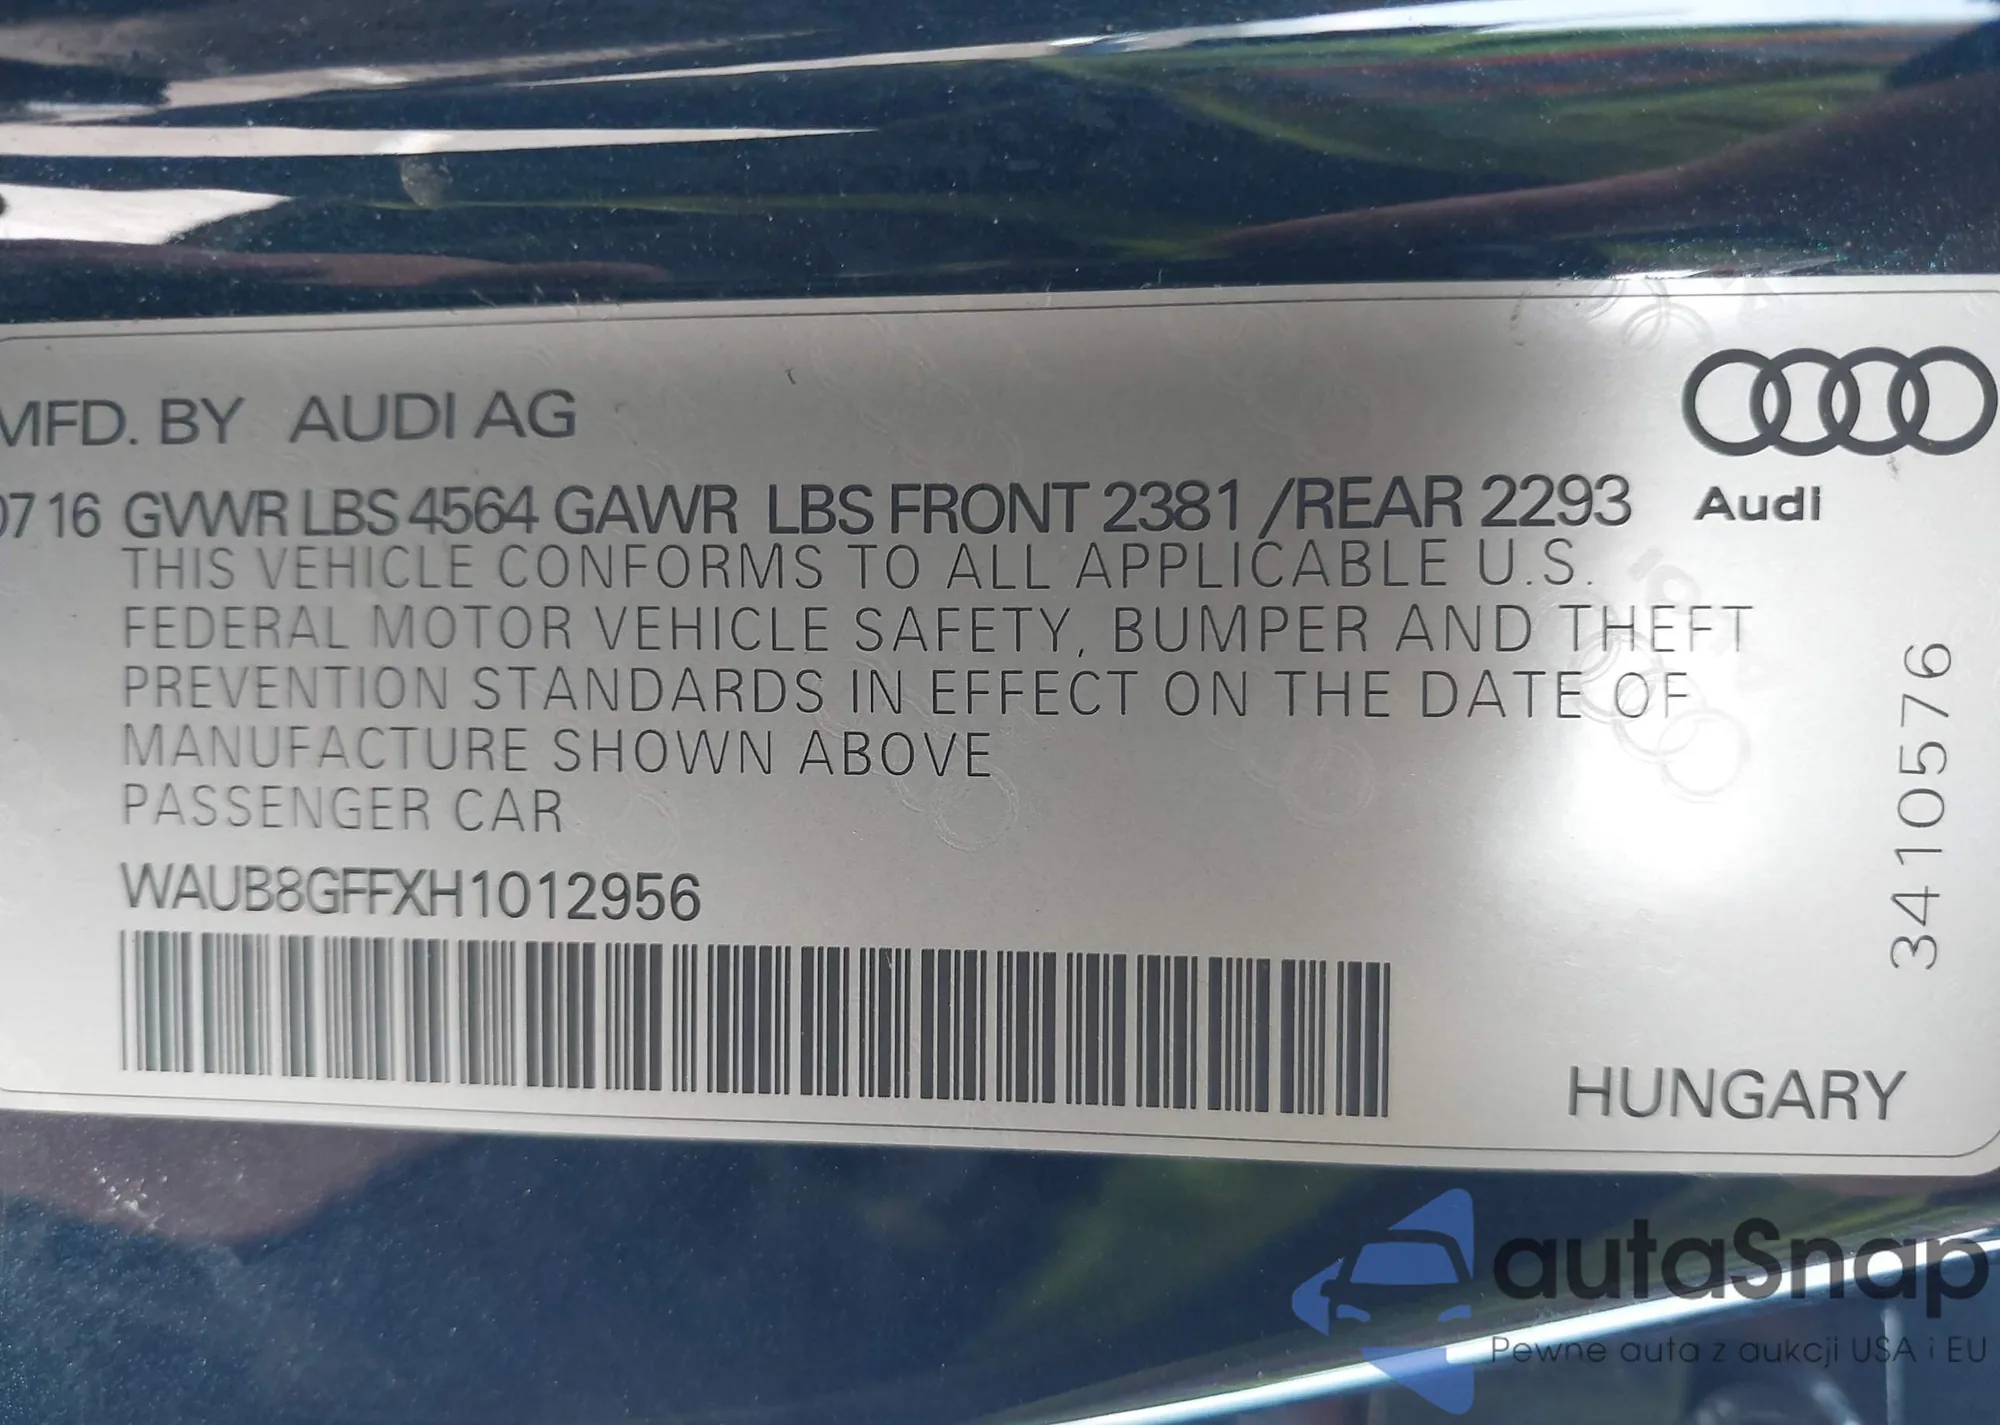 MFD. BY AUDI AG
0716 GVWR LBS 4564 GAWR LBS FRONT 2381 /REAR 2293
Audi
THIS VEHICLE CONFORMS TO ALL APPLICABLE U.S.
FEDERAL MOTOR VEHICLE SAFETY, BUMPER AND THEFT
PREVENTION STANDARDS IN EFFECT ON THE DATE OF
MANUFACTURE SHOWN ABOVE
PASSENGER CAR
WAUB8GFFXH1012956
3410576
HUNGARY
autaSnap
Pewne auta z aukcji USA i EU